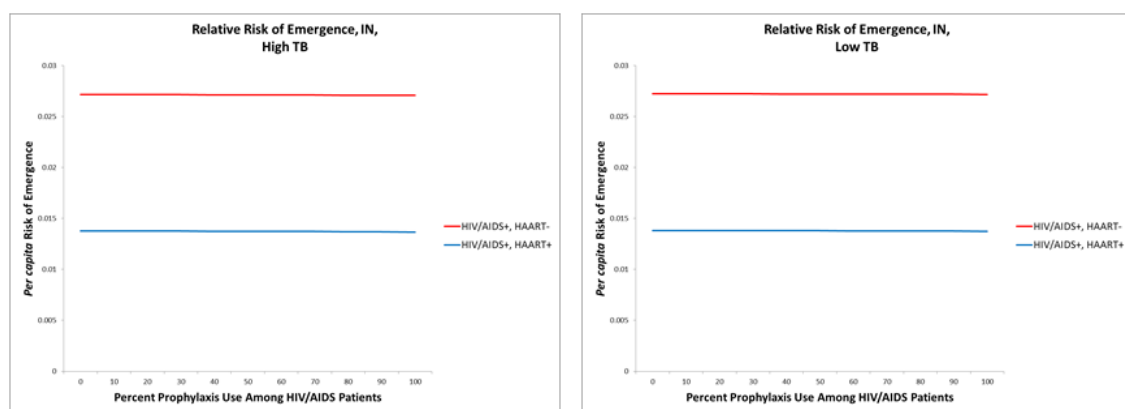 Relative Risk of Emergence, IN,
High TB
0.03
0.025
0.02
0.015
0.01
0.005
0
Per capita Risk of Emergence
0 10 20 30 40 50 60 70 80 90 100
Percent Prophylaxis Use Among HIV/AIDS Patients
HIV/AIDS+, HAART-
HIV/AIDS+, HAART+
Relative Risk of Emergence, IN,
Low TB
0.03
0.025
0.02
0.015
0.01
0.005
0
Per capita Risk of Emergence
0 10 20 30 40 50 60 70 80 90 100
Percent Prophylaxis Use Among HIV/AIDS Patients
HIV/AIDS+, HAART-
HIV/AIDS+, HAART+